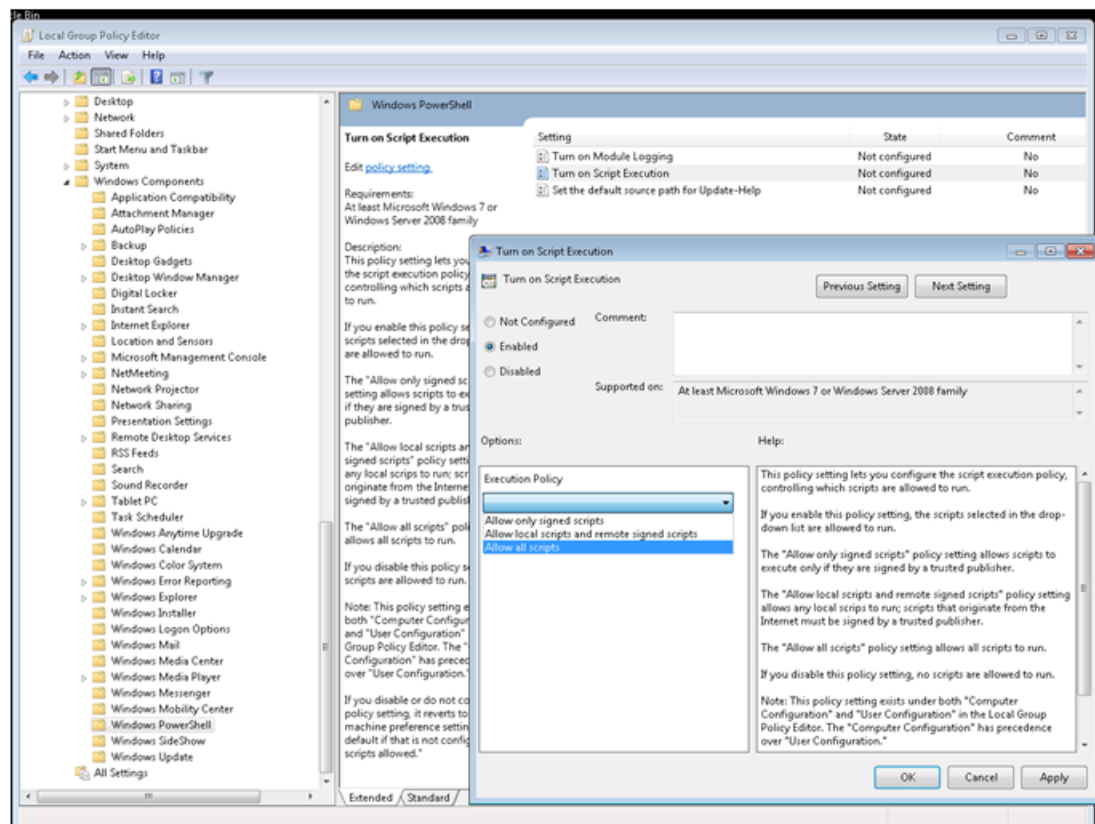 le Bin
Local Group Policy Editor
File Action View Help
Desktop
Network
Shared Folders
Start Menu and Taskbar
System
Windows Components
Application Compatibility
Attachment Manager
AutoPlay Policies
Backup
Desktop Gadgets
Desktop Window Manager
Digital Locker
Instant Search
Internet Explorer
Location and Sensors
Microsoft Management Console
NetMeeting
Network Projector
Network Sharing
Presentation Settings
Remote Desktop Services
RSS Feeds
Search
Sound Recorder
Tablet PC
Task Scheduler
Windows Anytime Upgrade
Windows Calendar
Windows Color System
Windows Error Reporting
Windows Explorer
Windows Installer
Windows Logon Options
Windows Mail
Windows Media Center
Windows Media Player
Windows Messenger
Windows Mobility Center
Windows PowerShell
Windows SideShow
Windows Update
All Settings
Windows PowerShell
Turn on Script Execution
Edit policy setting
Requirements:
At least Microsoft Windows 7 or
Windows Server 2008 family
Description:
This policy setting lets you
the script execution policy
controlling which scripts a
to run.
If you enable this policy se
scripts selected in the drop
are allowed to run.
The "Allow only signed sc
setting allows scripts to ex
if they are signed by a trus
publisher.
The "Allow local scripts an
signed scripts" policy setti
any local scrips to run; scr
originate from the Interne
signed by a trusted publis
The "Allow all scripts" poli
allows all scripts to run.
If you disable this policy s
scripts are allowed to run.
Note: This policy setting e
both "Computer Configur
and "User Configuration"
Group Policy Editor. The "
Configuration" has preced
over "User Configuration."
If you disable or do not co
policy setting, it reverts to
machine preference settin
default if that is not config
scripts allowed."
Extended Standard
Setting State Comment
Turn on Module Logging Not configured No
Turn on Script Execution Not configured No
Set the default source path for Update-Help Not configured No
Turn on Script Execution
Turn on Script Execution
Previous Setting Next Setting
Not Configured
Enabled
Disabled
Comment:
Supported on: At least Microsoft Windows 7 or Windows Server 2008 family
Options:
Execution Policy
Allow only signed scripts
Allow local scripts and remote signed scripts
Allow all scripts
Help:
This policy setting lets you configure the script execution policy,
controlling which scripts are allowed to run.
If you enable this policy setting, the scripts selected in the drop-
down list are allowed to run.
The "Allow only signed scripts" policy setting allows scripts to
execute only if they are signed by a trusted publisher.
The "Allow local scripts and remote signed scripts" policy setting
allows any local scrips to run; scripts that originate from the
Internet must be signed by a trusted publisher.
The "Allow all scripts" policy setting allows all scripts to run.
If you disable this policy setting, no scripts are allowed to run.
Note: This policy setting exists under both "Computer
Configuration" and "User Configuration" in the Local Group
Policy Editor. The "Computer Configuration" has precedence
over "User Configuration."
OK Cancel Apply